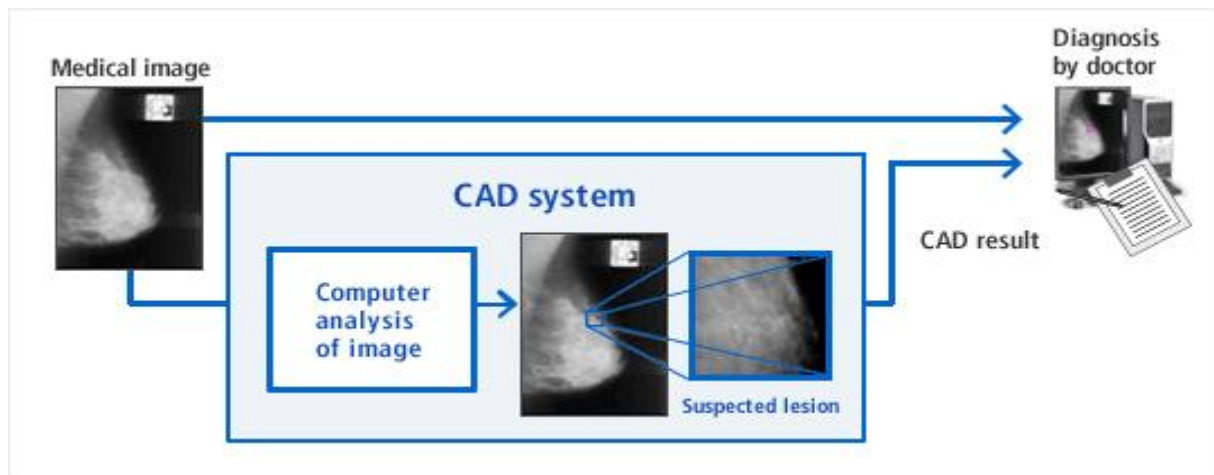 Medical image
Diagnosis
by doctor
CAD system
Computer
analysis
of image
Suspected lesion
CAD result